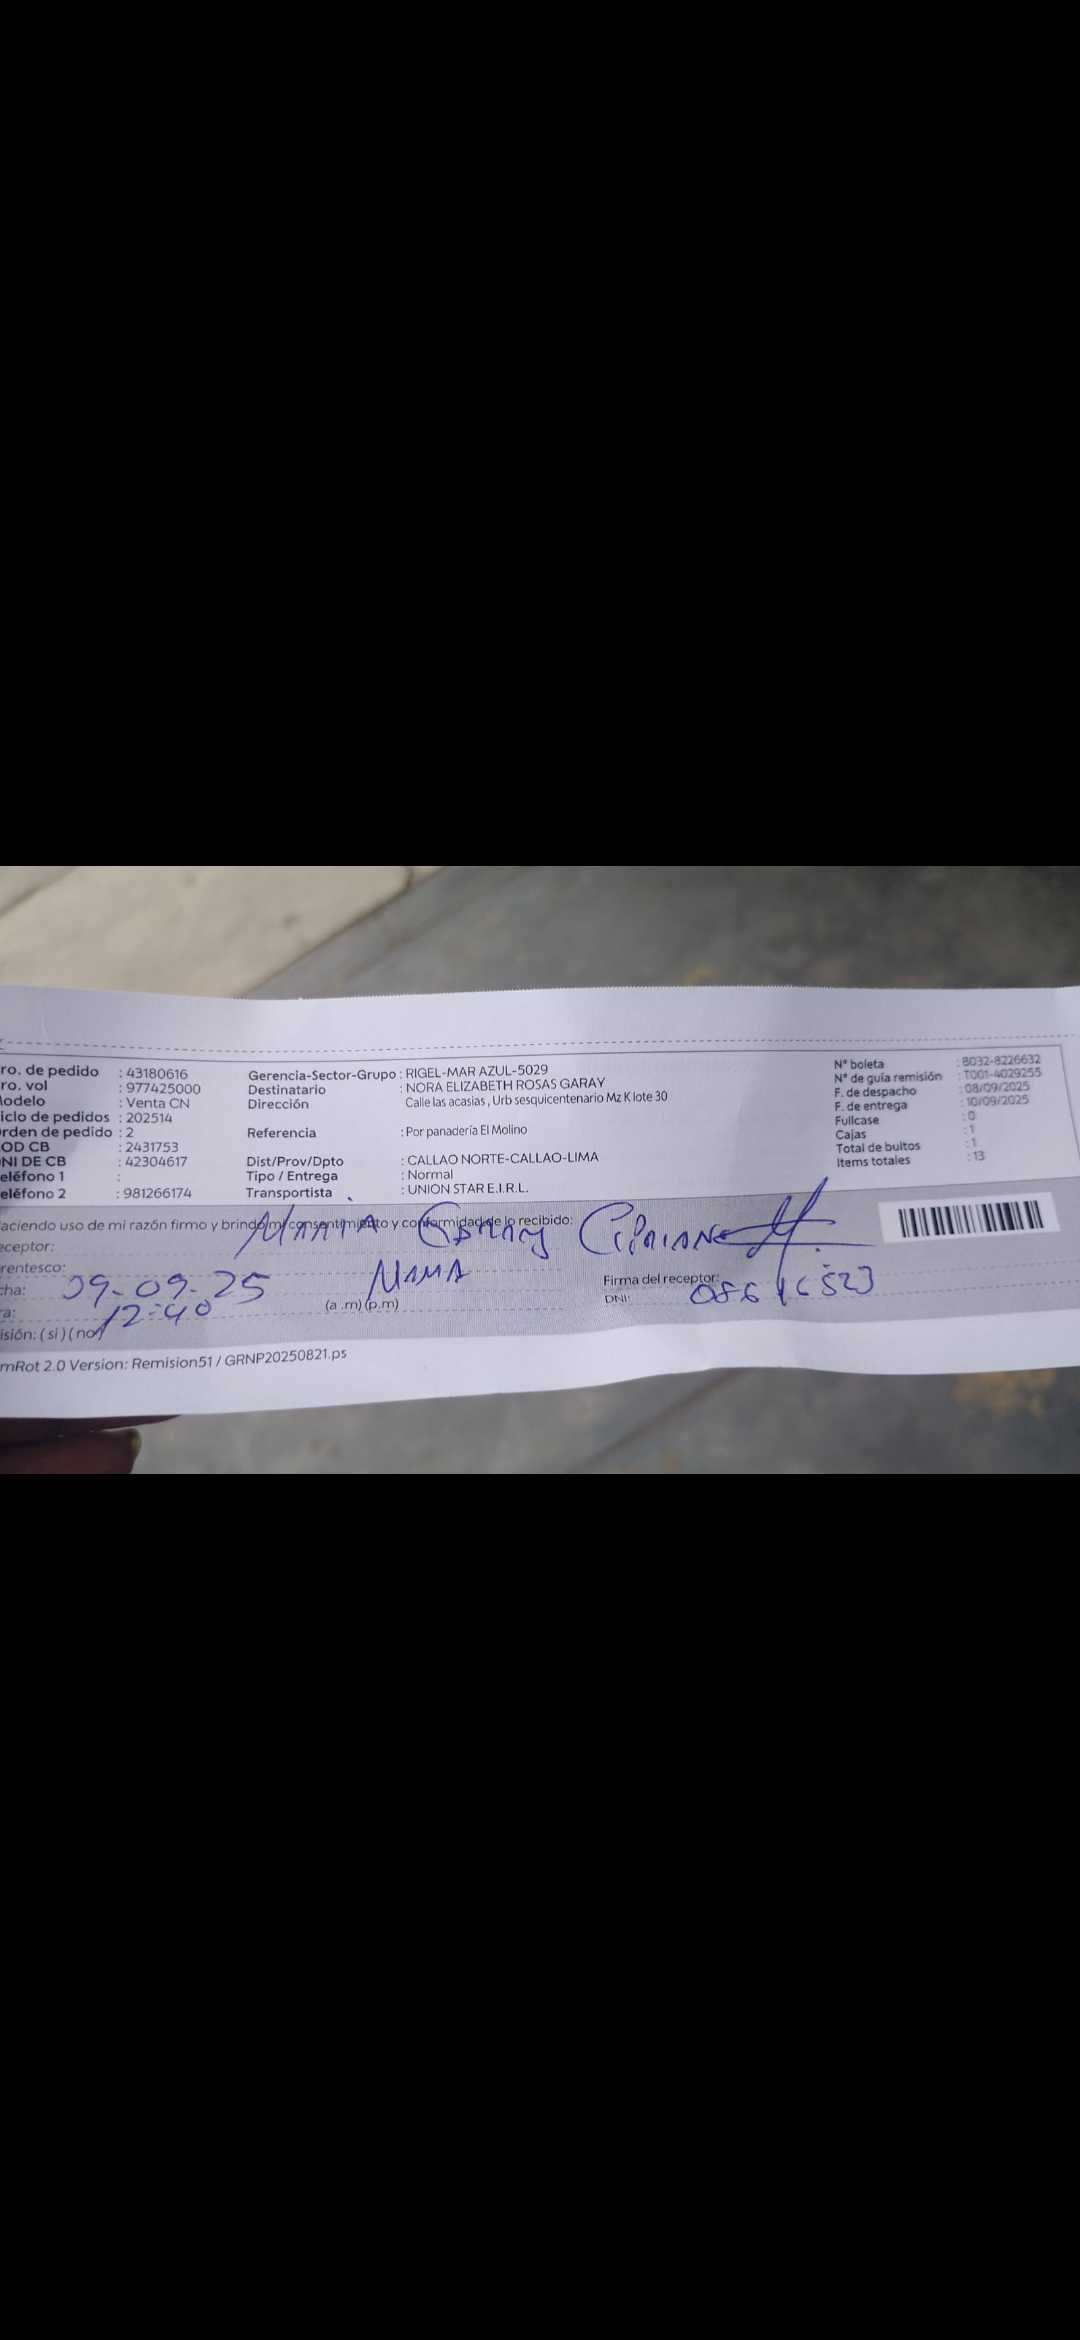 ro. de pedido : 43180616
ro. vol : 977425000
odelo : Venta CN
iclo de pedidos : 202514
rden de pedido : 2
OD CB : 2431753
NI DE CB : 42304617
eléfono 1 :
eléfono 2 : 981266174
Gerencia-Sector-Grupo : RIGEL-MAR AZUL-5029
Destinatario : NORA ELIZABETH ROSAS GARAY
Dirección Calle las acasias , Urb sesquicentenario Mz K lote 30
Referencia : Por panadería El Molino
Dist/Prov/Dpto : CALLAO NORTE-CALLAO-LIMA
Tipo / Entrega : Normal
Transportista : UNION STAR E.I.R.L.
N° boleta : B032-8226632
N° de guía remisión : T001-4029255
F. de despacho : 08/09/2025
F. de entrega : 10/09/2025
Fullcase : 0
Cajas : 1
Total de bultos : 1
Items totales : 13
aciendo uso de mi razón firmo y brindo mi consentimiento y conformidad de lo recibido:
eceptor: MARIA GARAY CIPRIANO
rentesco: MAMA
cha: 09-09-25
ra: 12:40 (a .m) (p.m)
isión: ( si ) ( no )
Firma del receptor:
DNI:
mRot 2.0 Version: Remision51 / GRNP20250821.ps